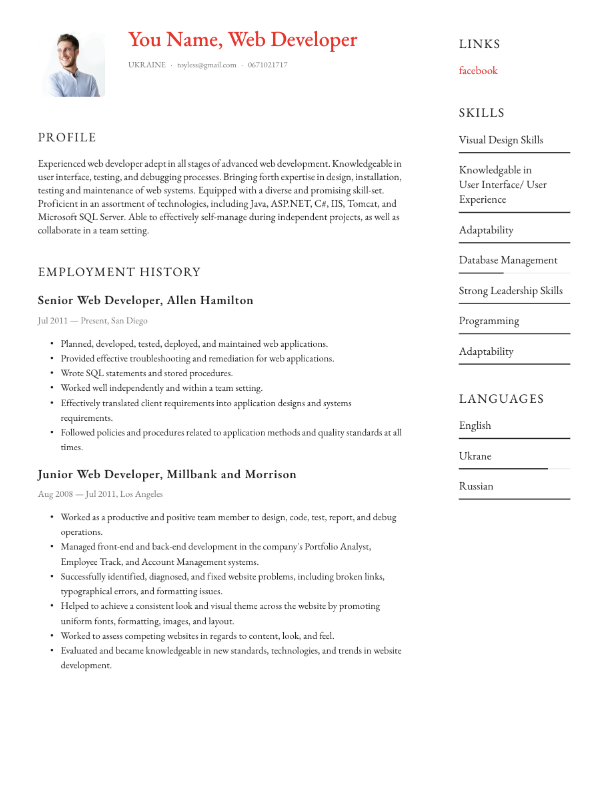 You Name, Web Developer
UKRAINE · toyless@gmail.com · 0671021717
PROFILE
Experienced web developer adept in all stages of advanced web development. Knowledgeable in
user interface, testing, and debugging processes. Bringing forth expertise in design, installation,
testing and maintenance of web systems. Equipped with a diverse and promising skill-set.
Proficient in an assortment of technologies, including Java, ASP.NET, C#, IIS, Tomcat, and
Microsoft SQL Server. Able to effectively self-manage during independent projects, as well as
collaborate in a team setting.
EMPLOYMENT HISTORY
Senior Web Developer, Allen Hamilton
Jul 2011 — Present, San Diego
• Planned, developed, tested, deployed, and maintained web applications.
• Provided effective troubleshooting and remediation for web applications.
• Wrote SQL statements and stored procedures.
• Worked well independently and within a team setting.
• Effectively translated client requirements into application designs and systems
requirements.
• Followed policies and procedures related to application methods and quality standards at all
times.
Junior Web Developer, Millbank and Morrison
Aug 2008 — Jul 2011, Los Angeles
• Worked as a productive and positive team member to design, code, test, report, and debug
operations.
• Managed front-end and back-end development in the company's Portfolio Analyst,
Employee Track, and Account Management systems.
• Successfully identified, diagnosed, and fixed website problems, including broken links,
typographical errors, and formatting issues.
• Helped to achieve a consistent look and visual theme across the website by promoting
uniform fonts, formatting, images, and layout.
• Worked to assess competing websites in regards to content, look, and feel.
• Evaluated and became knowledgeable in new standards, technologies, and trends in website
development.
LINKS
facebook
SKILLS
Visual Design Skills
Knowledgable in
User Interface/ User
Experience
Adaptability
Database Management
Strong Leadership Skills
Programming
Adaptability
LANGUAGES
English
Ukrane
Russian